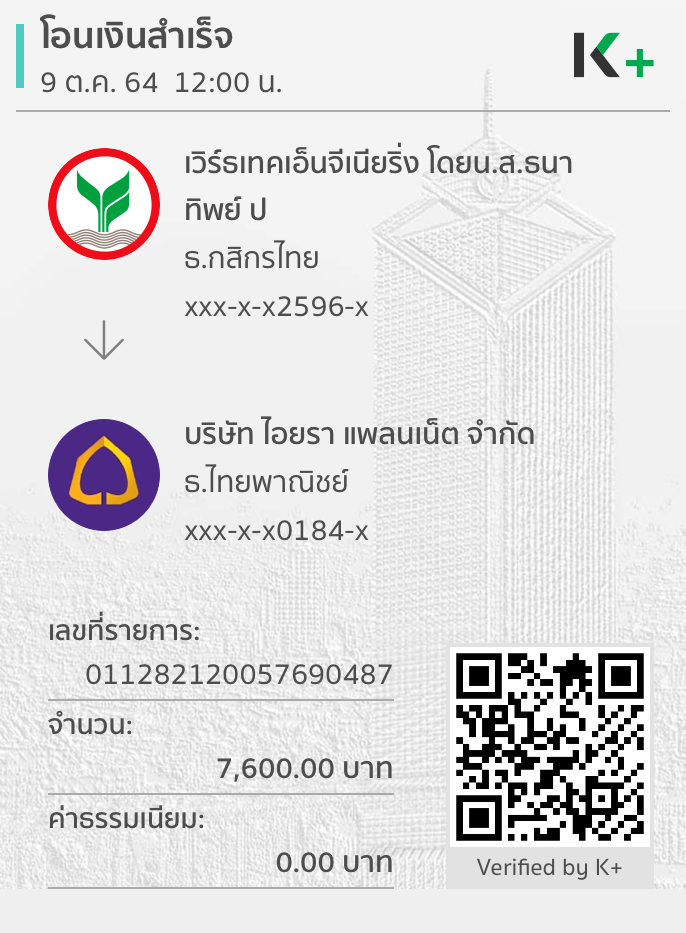 โอนเงินสำเร็จ
9 ต.ค. 64 12:00 น.
K+
เวิร์ธเทคเอ็นจีเนียริ่ง โดยน.ส.ธนา
ทิพย์ ป
ธ.กสิกรไทย
xxx-x-x2596-x
บริษัท ไอยรา แพลนเน็ต จำกัด
ธ.ไทยพาณิชย์
xxx-x-x0184-x
เลขที่รายการ:
011282120057690487
จำนวน:
7,600.00 บาท
ค่าธรรมเนียม:
0.00 บาท
Verified by K+